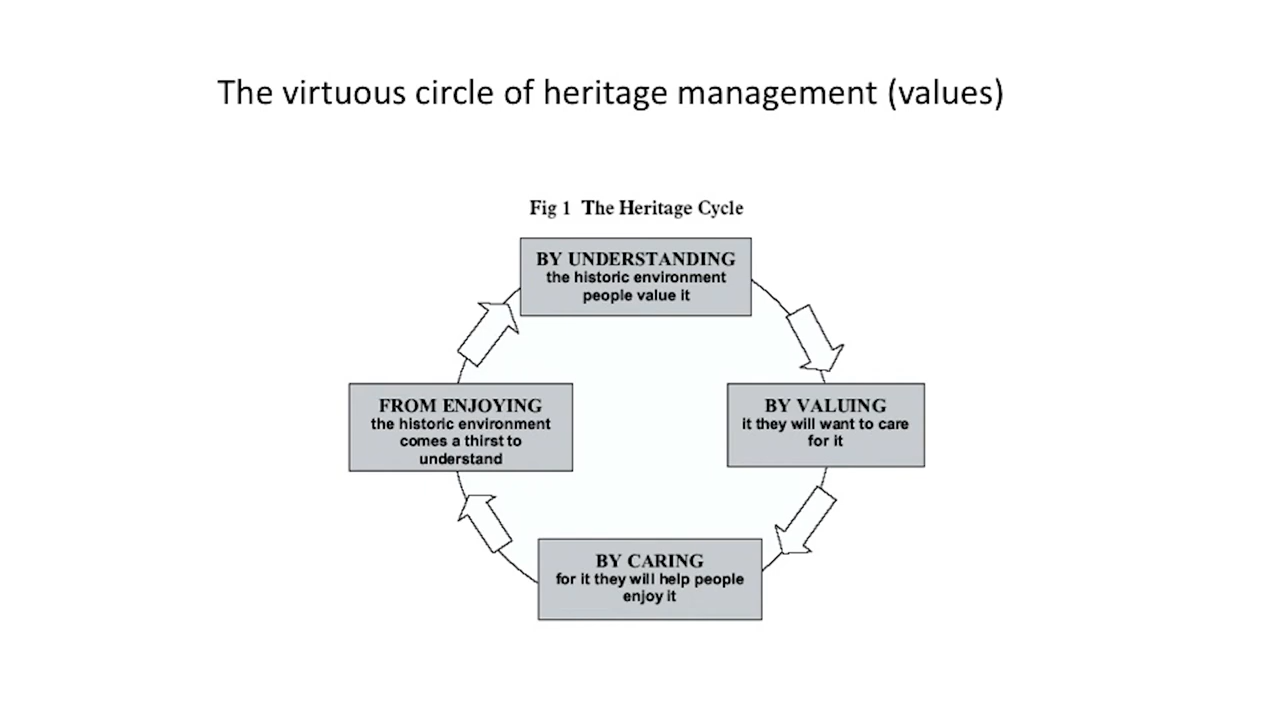 The virtuous circle of heritage management (values)
Fig 1 The Heritage Cycle
BY UNDERSTANDING
the historic environment
people value it
BY VALUING
it they will want to care
for it
BY CARING
for it they will help people
enjoy it
FROM ENJOYING
the historic environment
comes a thirst to
understand